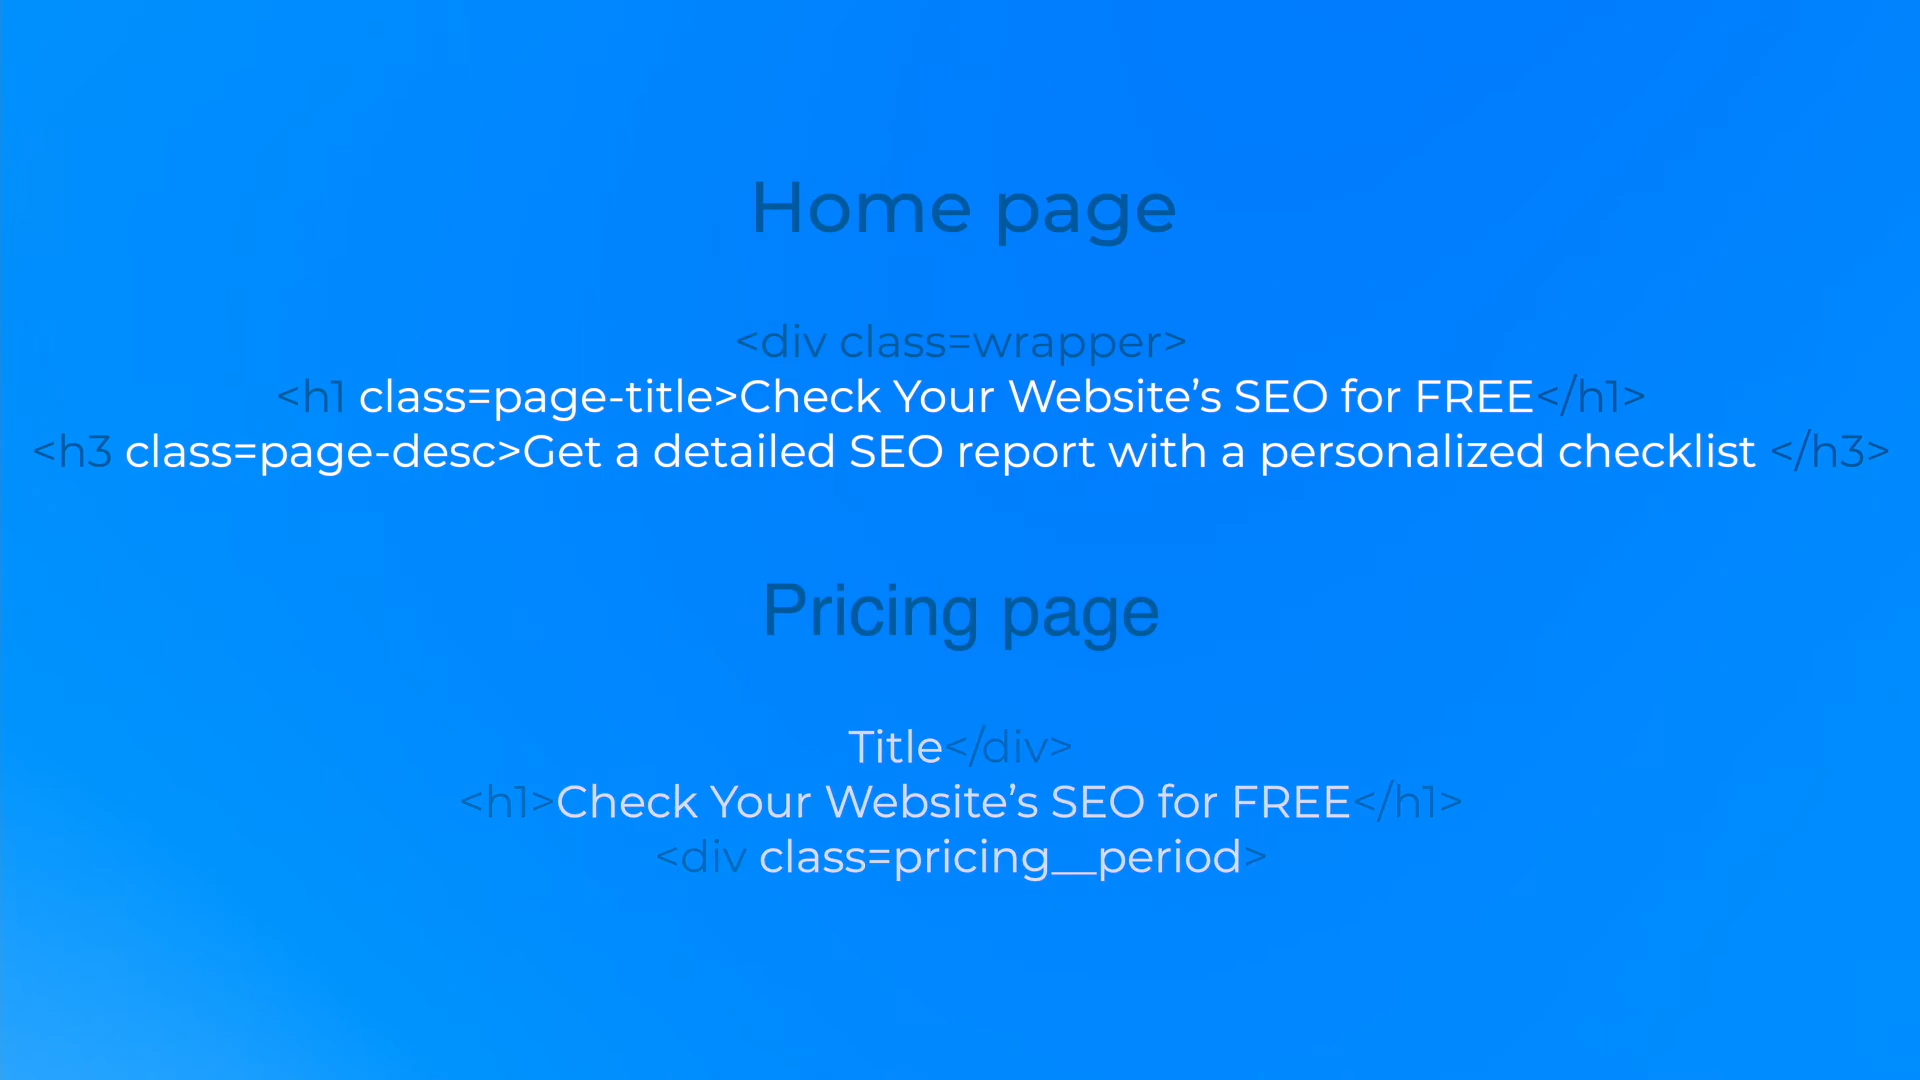 Home page
<div class=wrapper>
<h1 class=page-title>Check Your Website’s SEO for FREE</h1>
<h3 class=page-desc>Get a detailed SEO report with a personalized checklist </h3>
Pricing page
Title</div>
<h1>Check Your Website’s SEO for FREE</h1>
<div class=pricing__period>